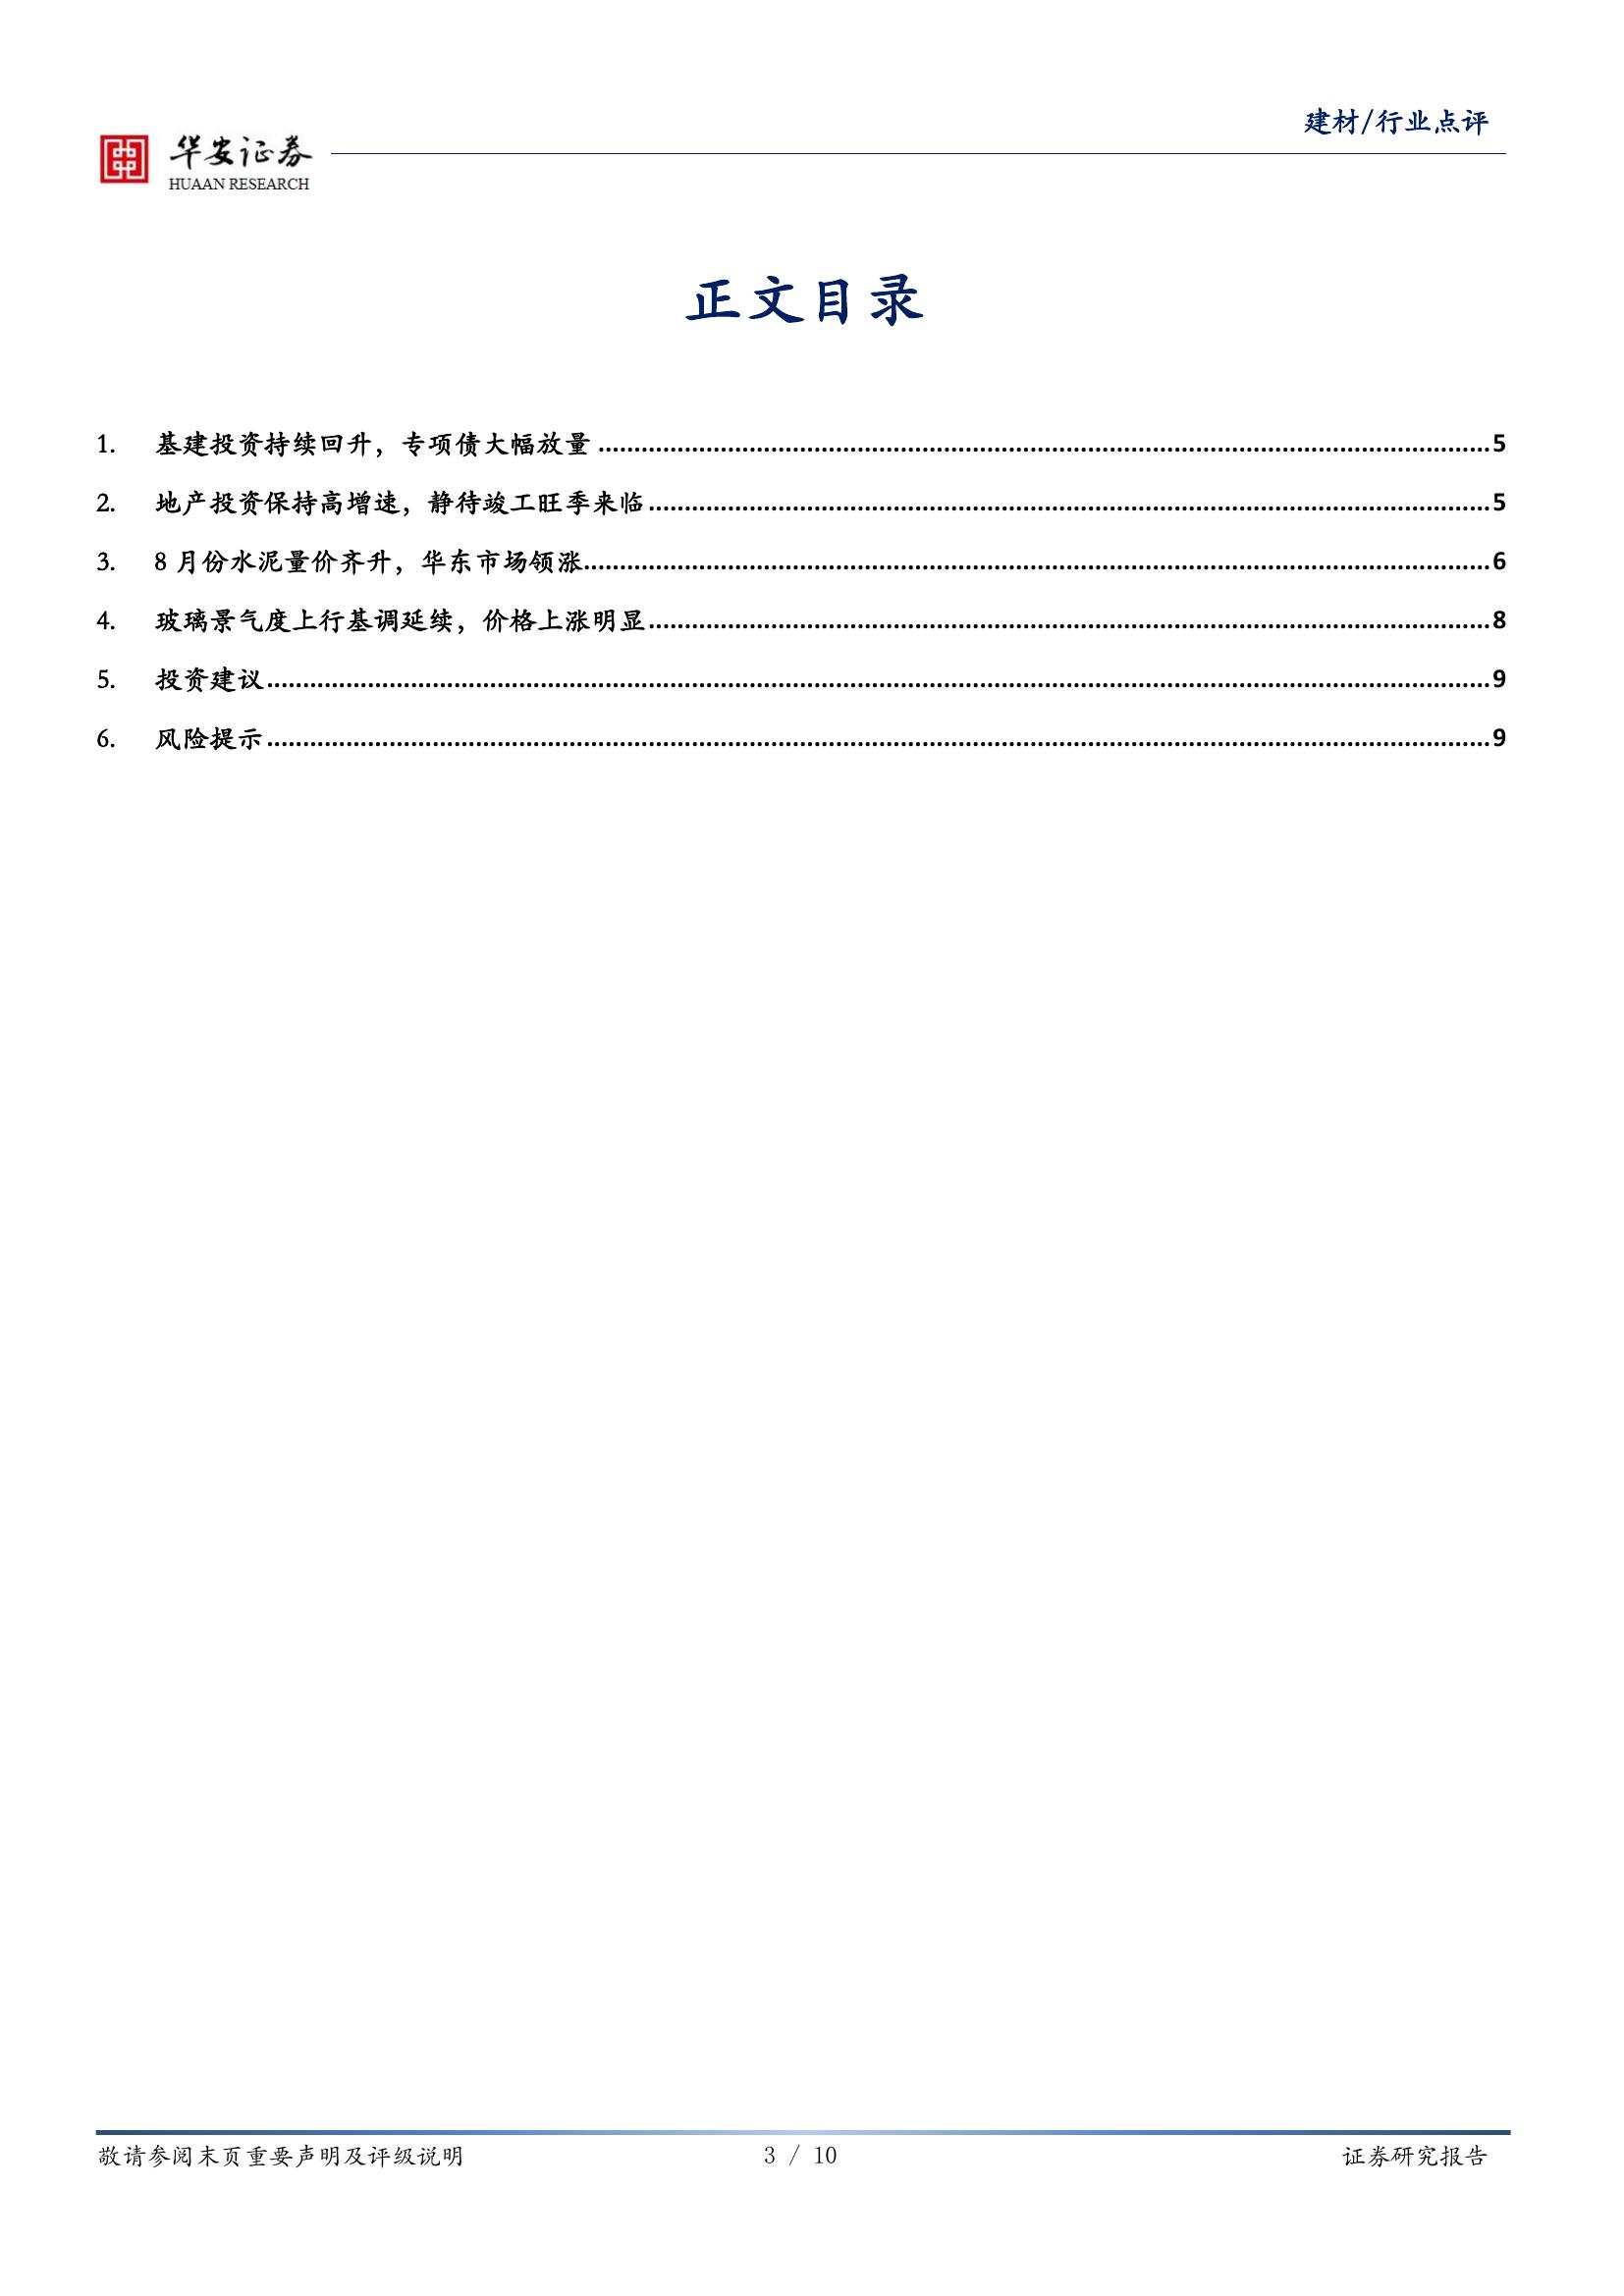 建材/行业点评
华安证券
HUAAN RESEARCH
正文目录
1. 基建投资持续回升，专项债大幅放量 ........................................ 5
2. 地产投资保持高增速，静待竣工旺季来临 ........................................ 5
3. 8 月份水泥量价齐升，华东市场领涨 ........................................ 6
4. 玻璃景气度上行基调延续，价格上涨明显 ........................................ 8
5. 投资建议 ........................................ 9
6. 风险提示 ........................................ 9
敬请参阅末页重要声明及评级说明 3 / 10 证券研究报告